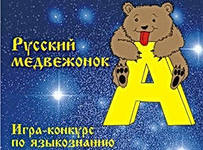 Русский
медвежонок
А
Игра-конкурс
по языкознанию